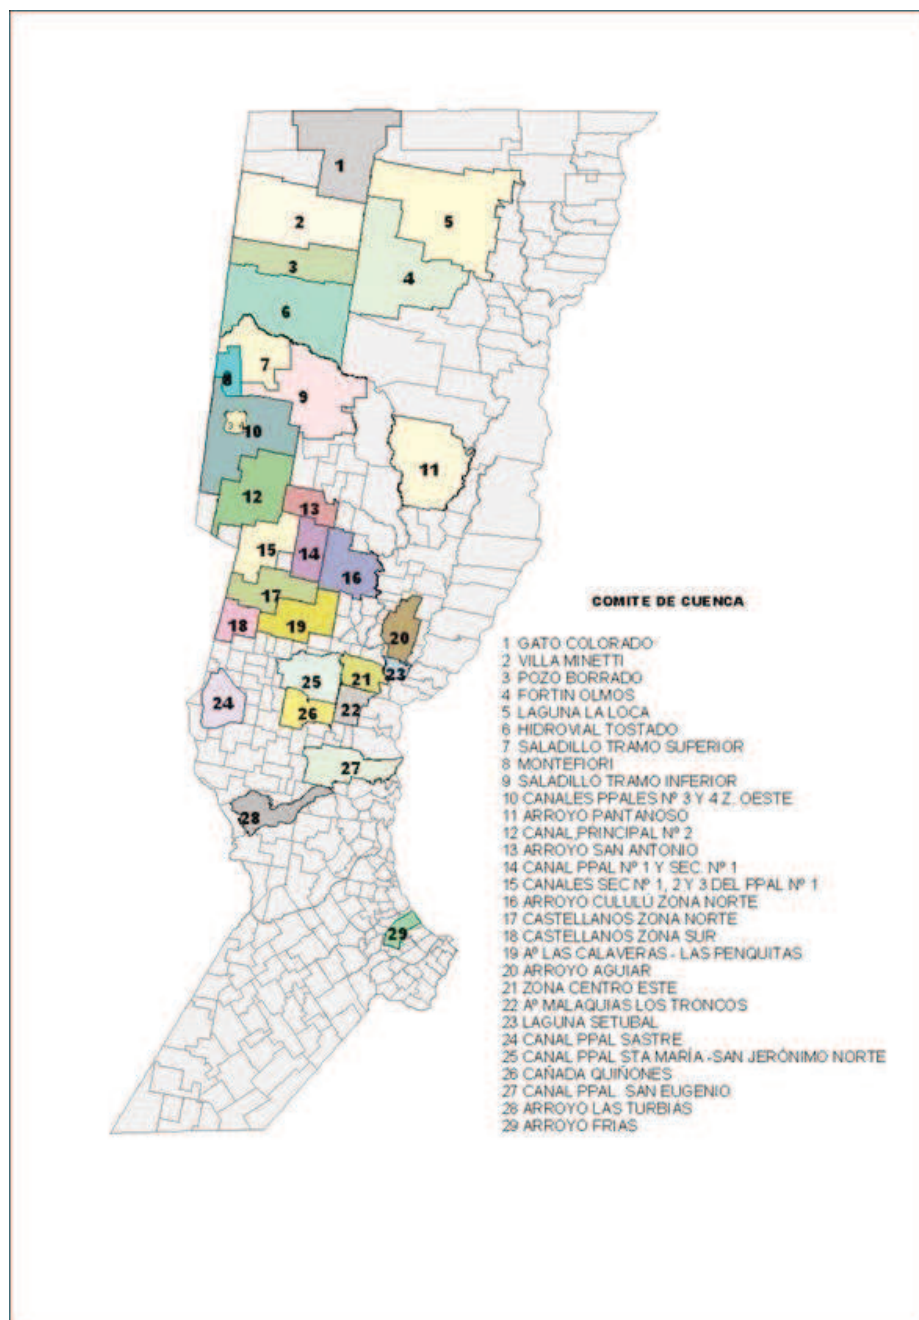 1
2
5
3
4
6
7
8
9
10
11
12
13
15
14
16
17
18
19
20
21
23
25
24
22
26
27
28
29
COMITE DE CUENCA
1 GATO COLORADO
2 VILLA MINETTI
3 POZO BORRADO
4 FORTIN OLMOS
5 LAGUNA LA LOCA
6 HIDROVIAL TOSTADO
7 SALADILLO TRAMO SUPERIOR
8 MONTEFIORI
9 SALADILLO TRAMO INFERIOR
10 CANALES PPALES Nº 3 Y 4 Z. OESTE
11 ARROYO PANTANOSO
12 CANAL PRINCIPAL Nº 2
13 ARROYO SAN ANTONIO
14 CANAL PPAL Nº 1 Y SEC. Nº 1
15 CANALES SEC Nº 1, 2 Y 3 DEL PPAL Nº 1
16 ARROYO CULULÚ ZONA NORTE
17 CASTELLANOS ZONA NORTE
18 CASTELLANOS ZONA SUR
19 Aº LAS CALAVERAS - LAS PENQUITAS
20 ARROYO AGUIAR
21 ZONA CENTRO ESTE
22 Aº MALAQUIAS LOS TRONCOS
23 LAGUNA SETUBAL
24 CANAL PPAL SASTRE
25 CANAL PPAL STA MARÍA -SAN JERÓNIMO NORTE
26 CAÑADA QUIÑONES
27 CANAL PPAL. SAN EUGENIO
28 ARROYO LAS TURBIAS
29 ARROYO FRIAS